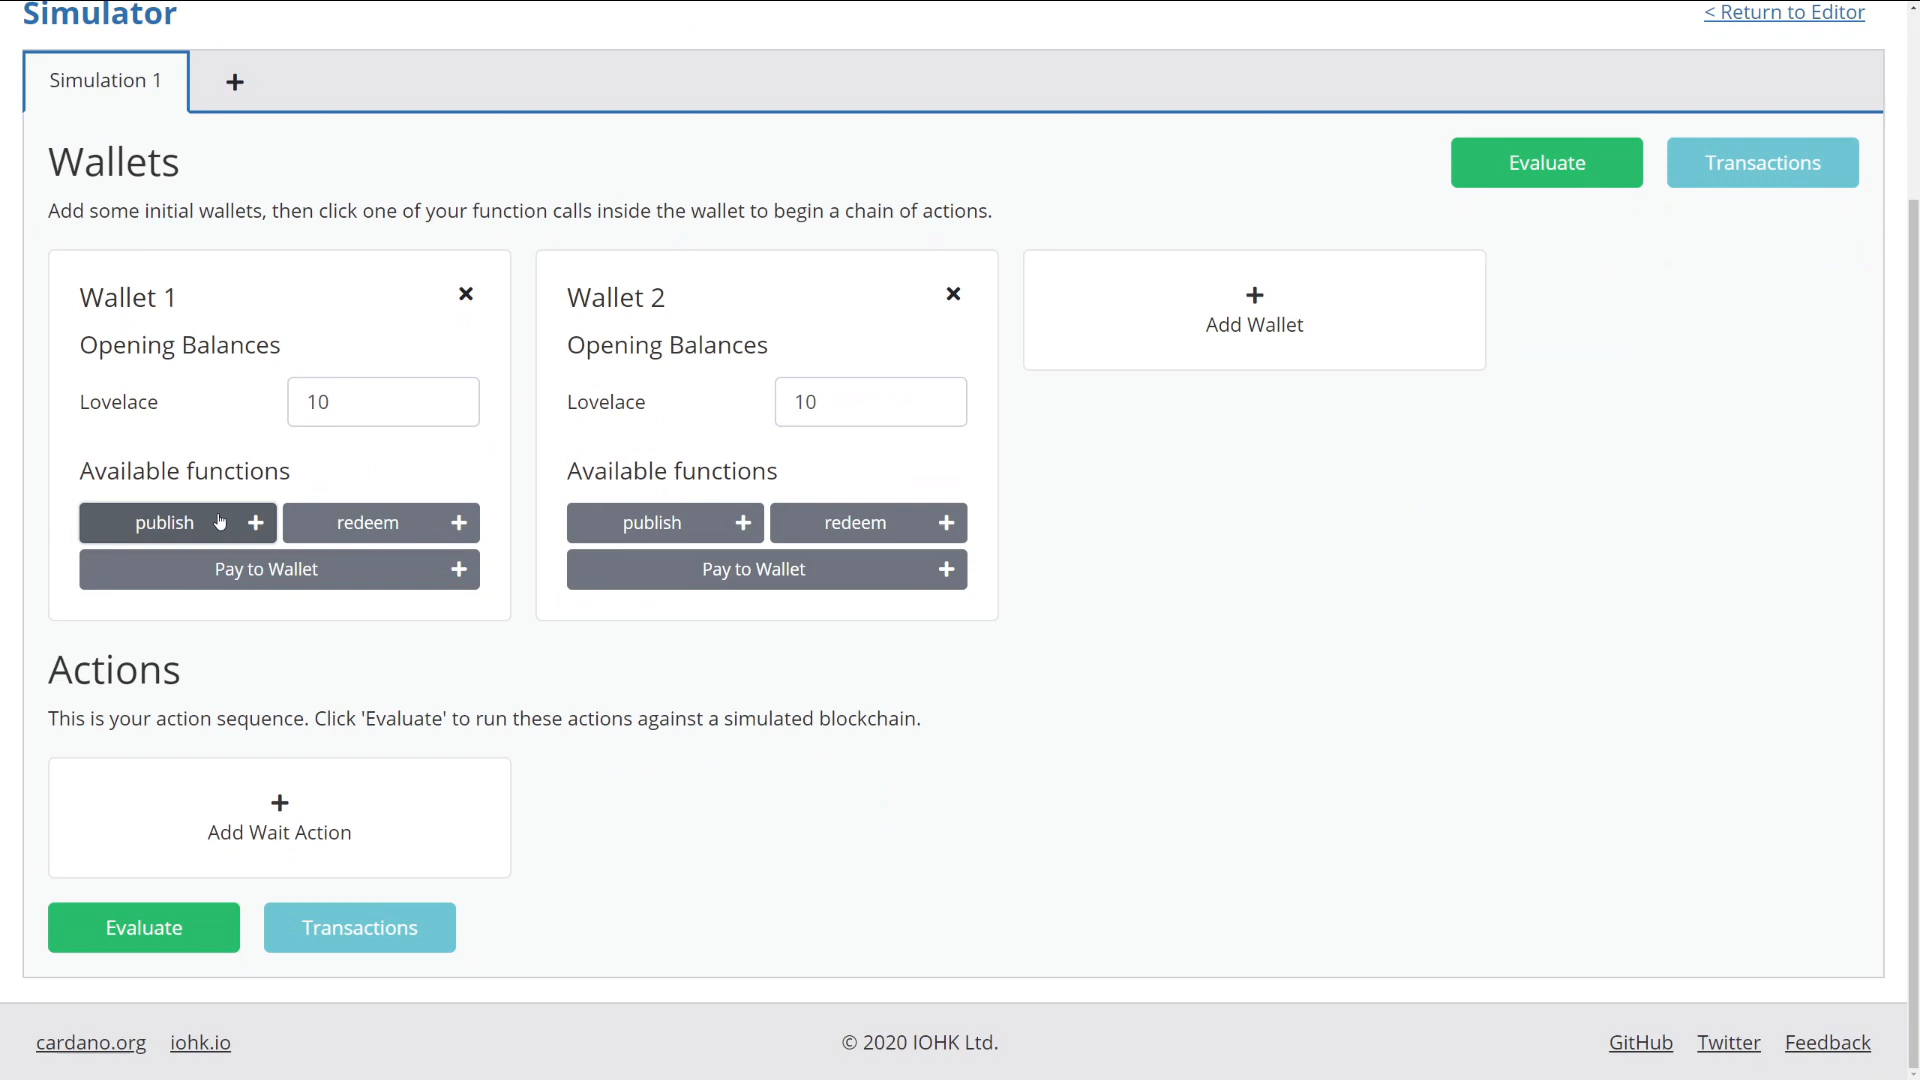 Simulator
< Return to Editor
Simulation 1
+
Wallets
Evaluate
Transactions
Add some initial wallets, then click one of your function calls inside the wallet to begin a chain of actions.
Wallet 1
Opening Balances
Lovelace
10
Available functions
publish +
redeem +
Pay to Wallet +
Wallet 2
Opening Balances
Lovelace
10
Available functions
publish +
redeem +
Pay to Wallet +
+
Add Wallet
Actions
This is your action sequence. Click 'Evaluate' to run these actions against a simulated blockchain.
+
Add Wait Action
Evaluate
Transactions
cardano.org
iohk.io
© 2020 IOHK Ltd.
GitHub
Twitter
Feedback